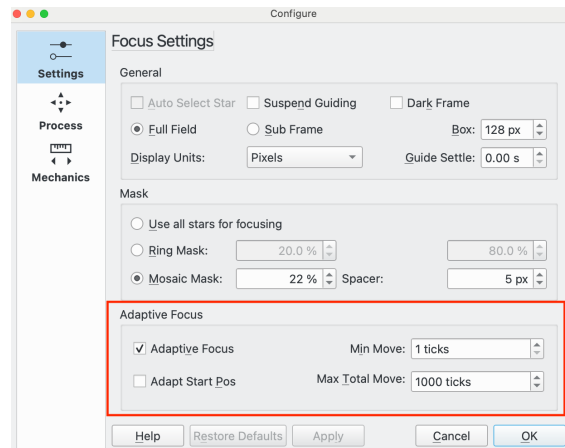 Configure
Settings
Process
Mechanics
Focus Settings
General
Auto Select Star Suspend Guiding Dark Frame
Full Field Sub Frame Box: 128 px
Display Units: Pixels Guide Settle: 0.00 s
Mask
Use all stars for focusing
Ring Mask: 20.0 % 80.0 %
Mosaic Mask: 22 % Spacer: 5 px
Adaptive Focus
Adaptive Focus Min Move: 1 ticks
Adapt Start Pos Max Total Move: 1000 ticks
Help Restore Defaults Apply Cancel OK